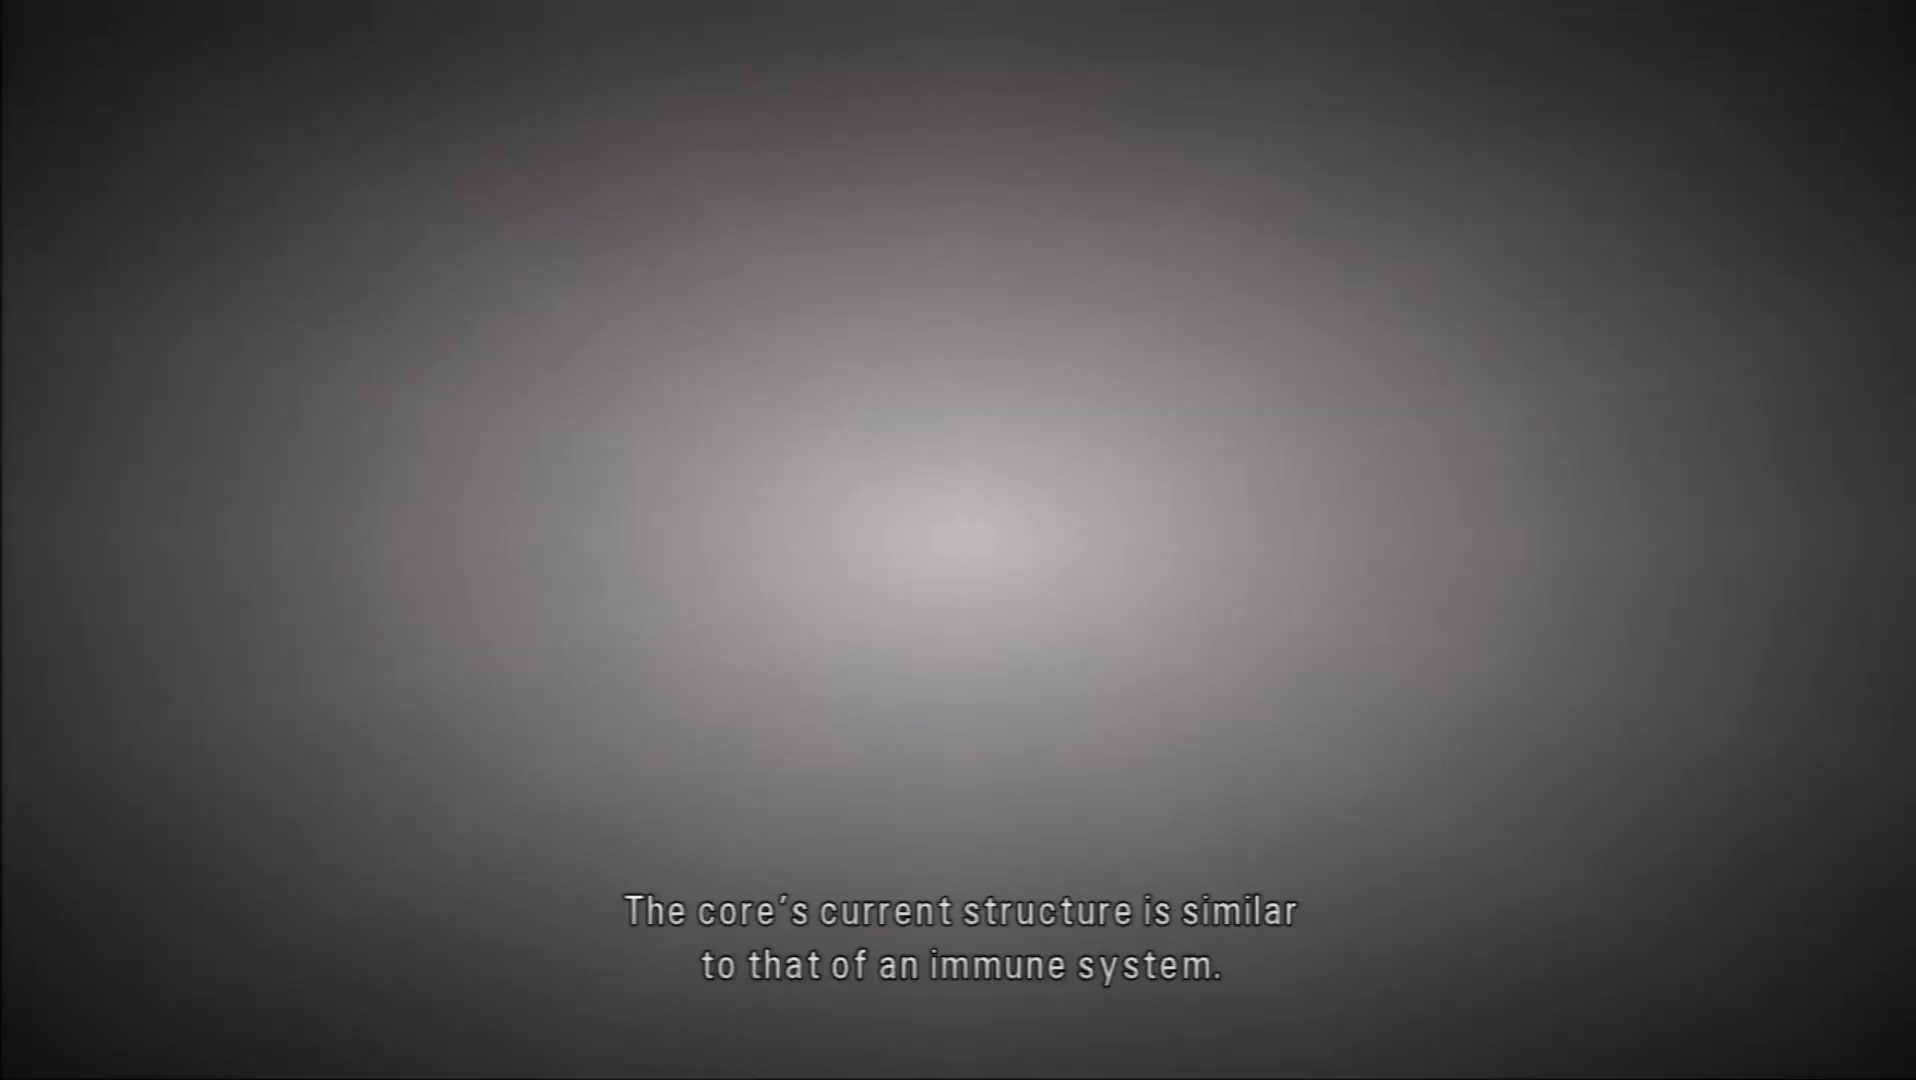 The core's current structure is similar
to that of an immune system.